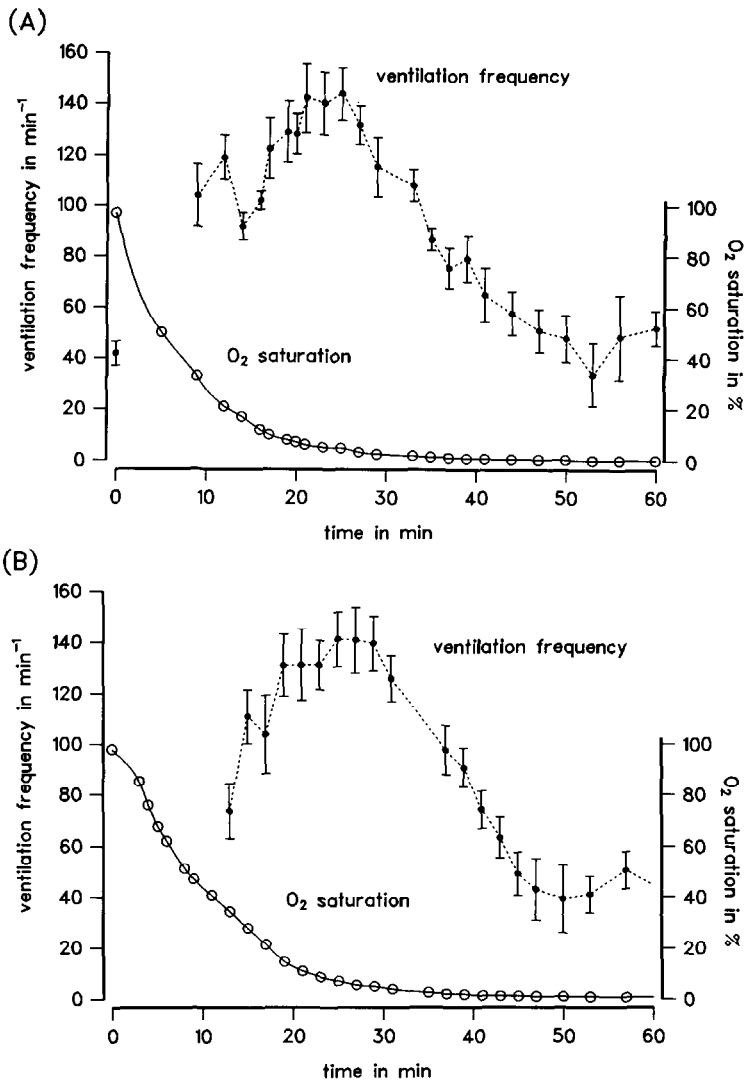 (A)
160
140
120
100
80
60
40
20
0
ventilation frequency in min⁻¹
ventilation frequency
O₂ saturation
100
80
60
40
20
0
O₂ saturation in %
0 10 20 30 40 50 60
time in min
(B)
160
140
120
100
80
60
40
20
0
ventilation frequency in min⁻¹
ventilation frequency
O₂ saturation
100
80
60
40
20
0
O₂ saturation in %
0 10 20 30 40 50 60
time in min